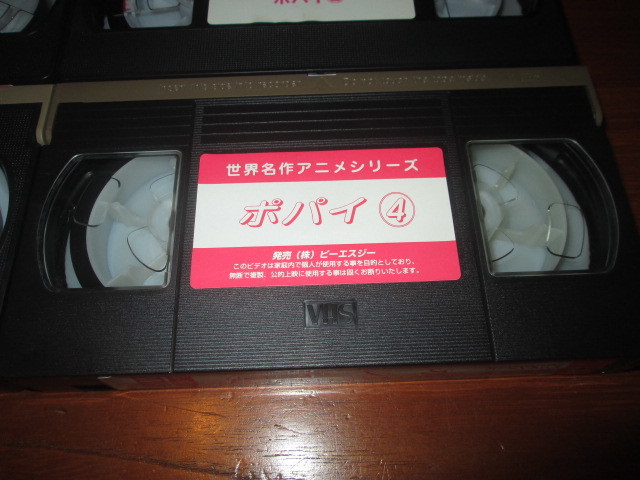 ポパイ
世界名作アニメシリーズ
ポパイ ④
発売（株）ピーエスジー
このビデオは家庭内で個人が使用する事を目的としており、
無断で複製、公的上映に使用する事は固くお断りいたします。
VHS